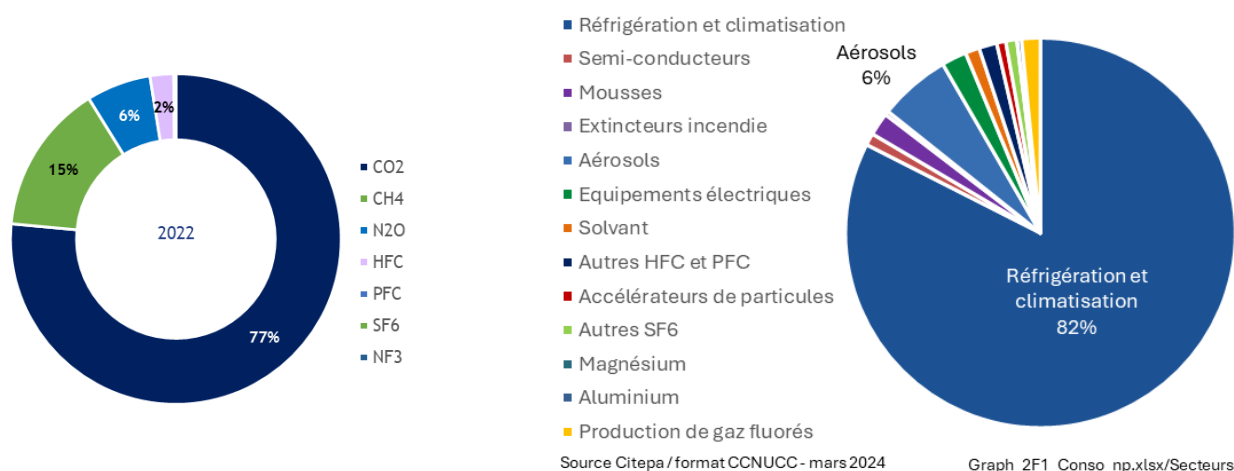 2%
6%
15%
2022
77%
CO2
CH4
N2O
HFC
PFC
SF6
NF3
Réfrigération et climatisation
Semi-conducteurs
Mousses
Extincteurs incendie
Aérosols
Equipements électriques
Solvant
Autres HFC et PFC
Accélérateurs de particules
Autres SF6
Magnésium
Aluminium
Production de gaz fluorés
Aérosols
6%
Réfrigération et
climatisation
82%
Source Citepa / format CCNUCC - mars 2024
Graph_2F1_Conso_np.xlsx/Secteurs